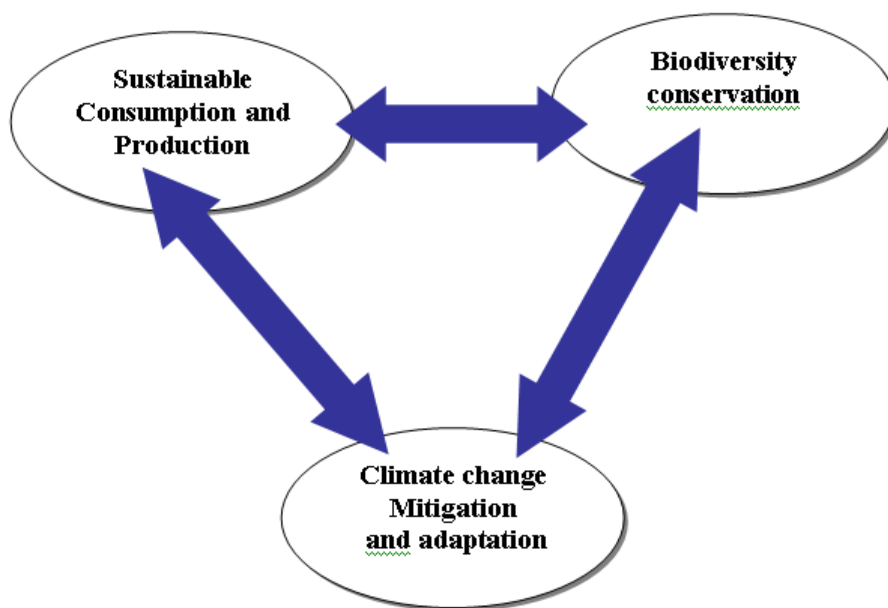 Sustainable
Consumption and
Production
Biodiversity
conservation
Climate change
Mitigation
and adaptation